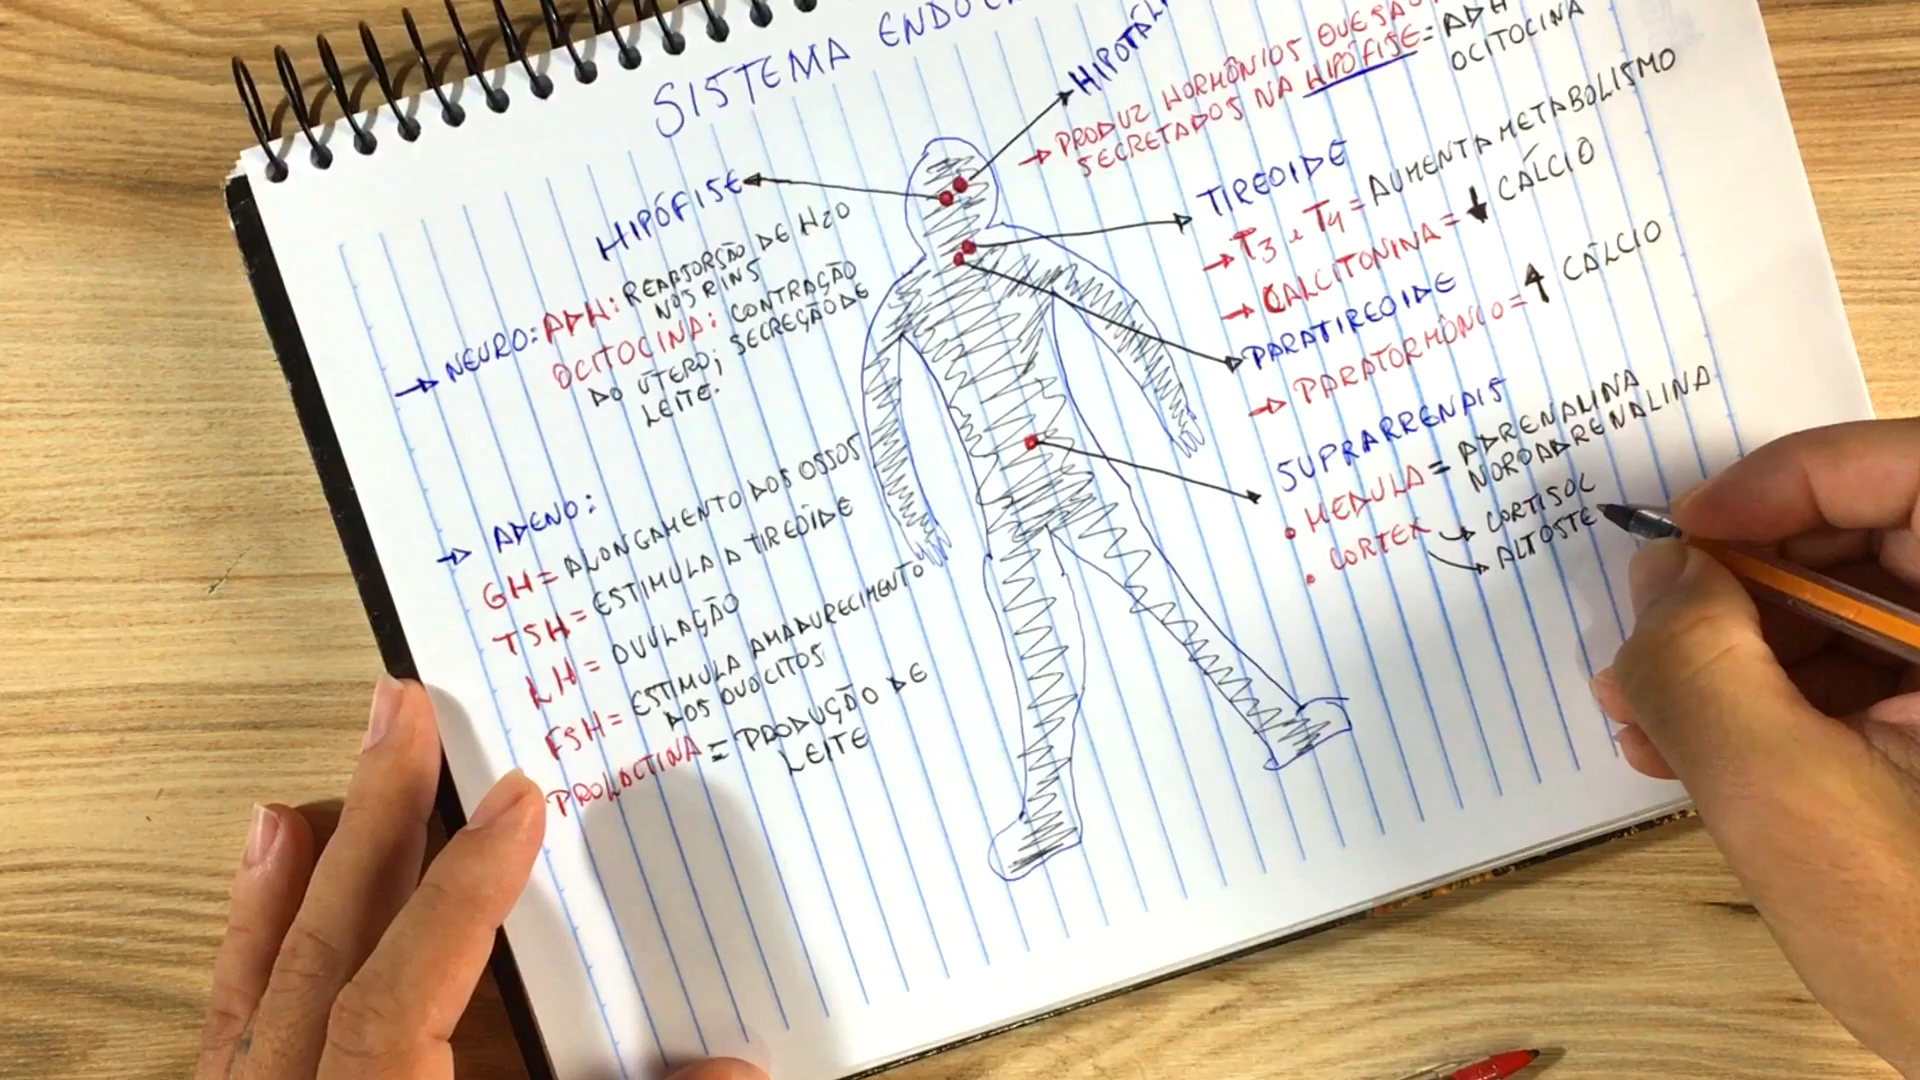 SISTEMA ENDOC
HIPOTÁL
→ PRODUZ HORMÔNIOS QUE SÃO
SECRETADOS NA HIPÓFISE = ADH
OCITOCINA
HIPÓFISE
→ NEURO: ADH: REABSORSÃO DE H2O
NOS RINS
OCITOCINA: CONTRAÇÃO
DO ÚTERO; SECREÇÃO DE
LEITE.
→ ADENO:
GH = ALONGAMENTO DOS OSSOS
TSH = ESTIMULA A TIREÓIDE
LH = OVULAÇÃO
FSH = ESTIMULA AMADURECIMENTO
DOS OVÓCITOS
PROLACTINA = PRODUÇÃO DE
LEITE
TIREOIDE
→ T3 e T4 = AUMENTA METABOLISMO
→ CALCITONINA = ↓ CÁLCIO
PARATIREOIDE
→ PARATORMÔNIO = ↑ CÁLCIO
SUPRARRENAIS
• MEDULA = ADRENALINA
NOROADRENALINA
• CORTEX → CORTISOL
→ ALTOSTE